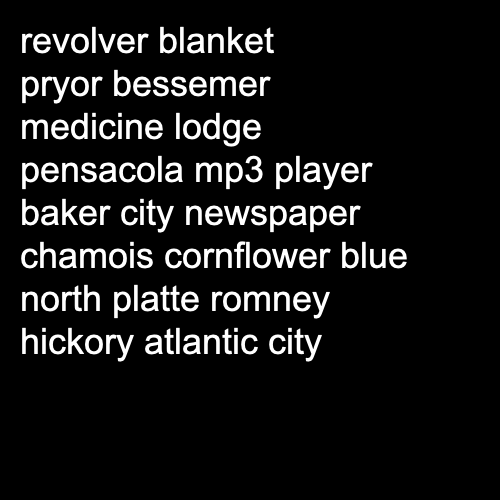 revolver blanket
pryor bessemer
medicine lodge
pensacola mp3 player
baker city newspaper
chamois cornflower blue
north platte romney
hickory atlantic city